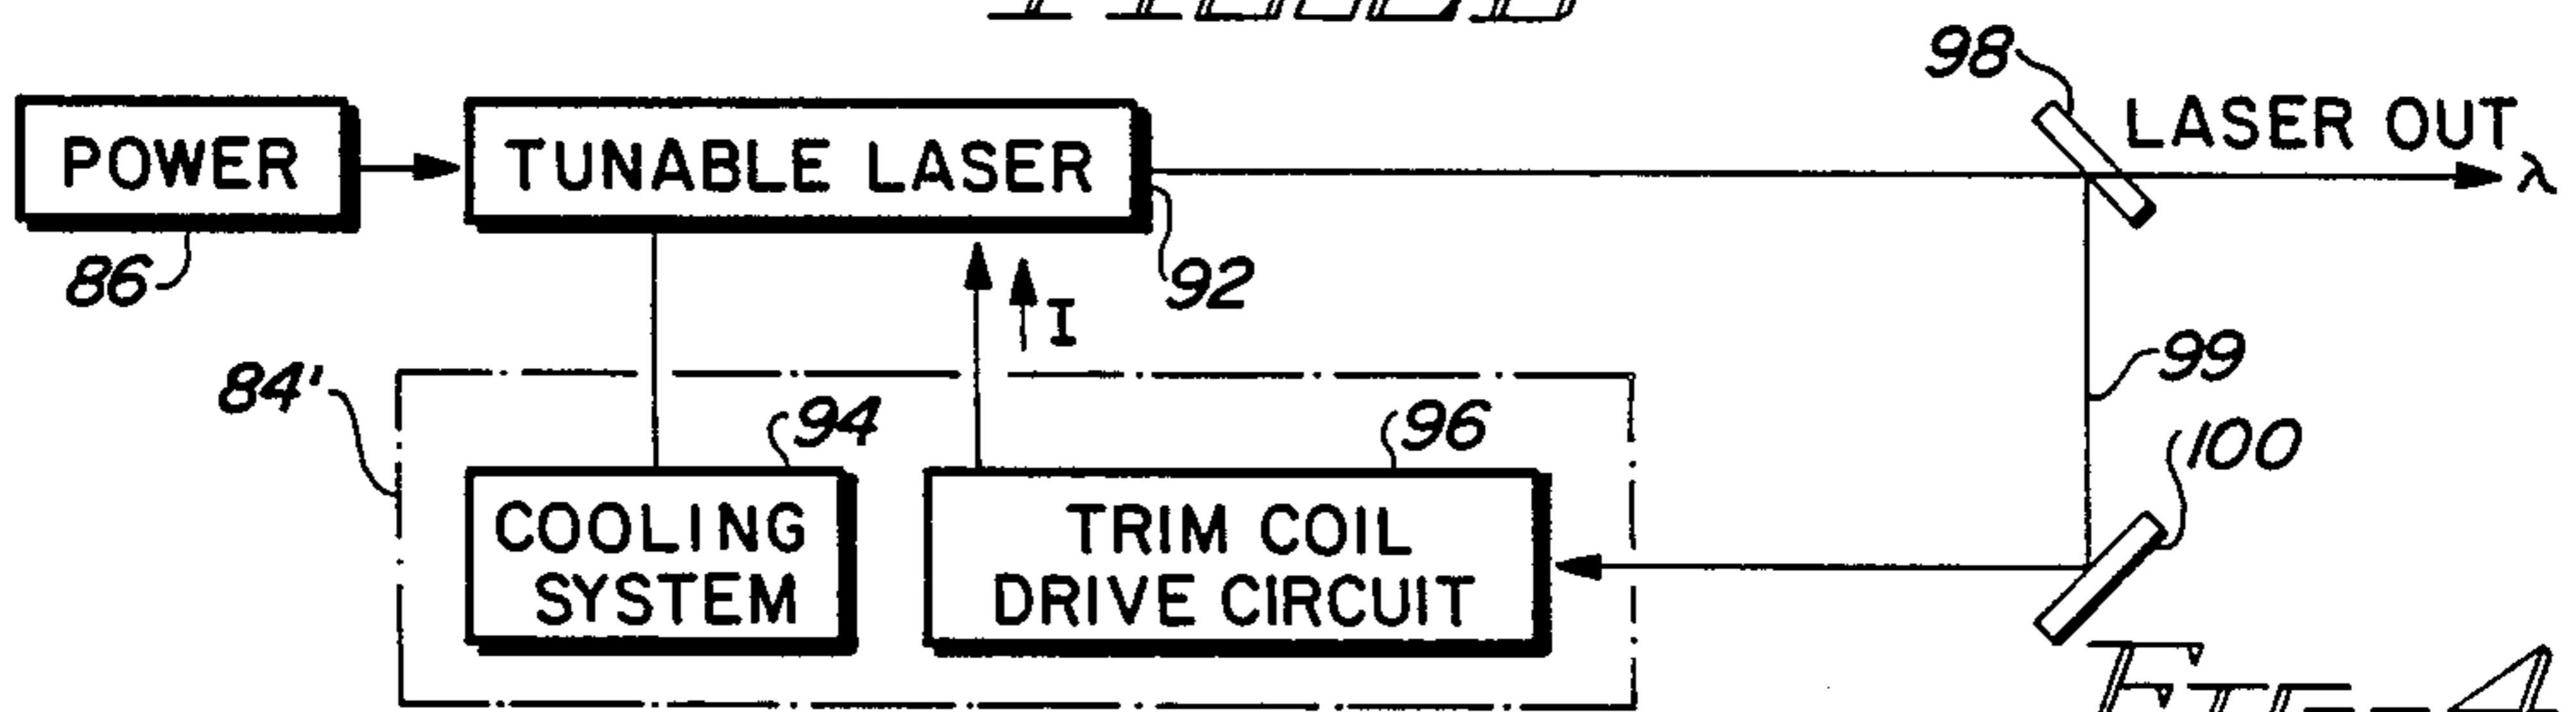 98
LASER OUT
POWER
TUNABLE LASER
λ
86
92
I
99
84'
94
96
100
COOLING
SYSTEM
TRIM COIL
DRIVE CIRCUIT